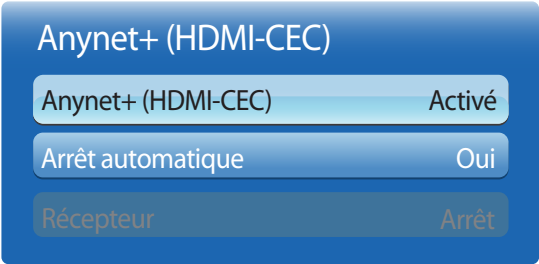 Anynet+ (HDMI-CEC)
Anynet+ (HDMI-CEC) Activé
Arrêt automatique Oui
Récepteur Arrêt